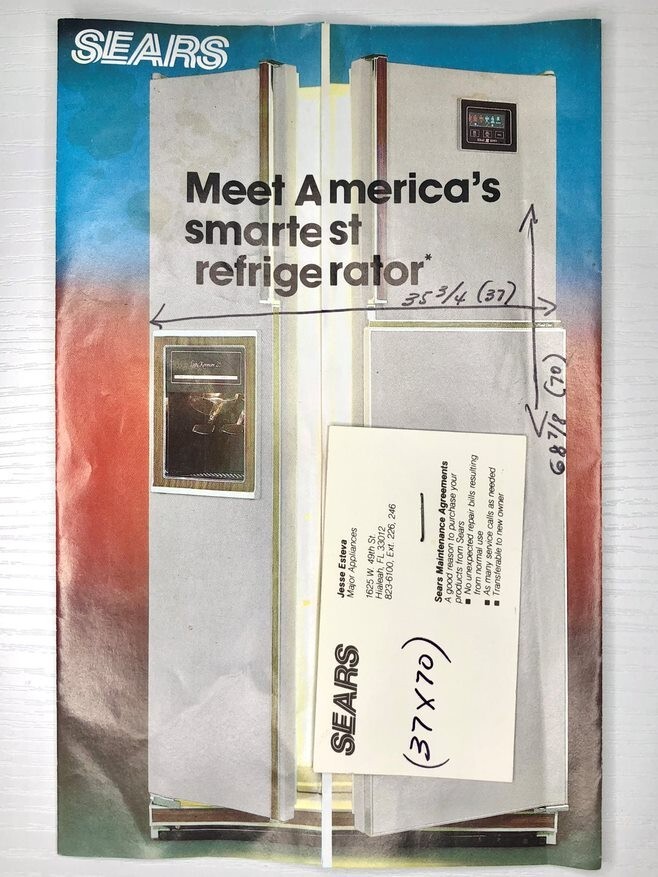 SEARS
Meet America's
smartest
refrigerator*
35 3/4 (37)
68 7/8 (70)
SEARS
(37X70)
Jesse Esteva
Major Appliances
1625 W. 49th St.
Hialeah, FL 33012
823-6100, Ext. 226, 246
Sears Maintenance Agreements
A good reason to purchase your
products from Sears
■ No unexpected repair bills resulting
from normal use
■ As many service calls as needed
■ Transferable to new owner